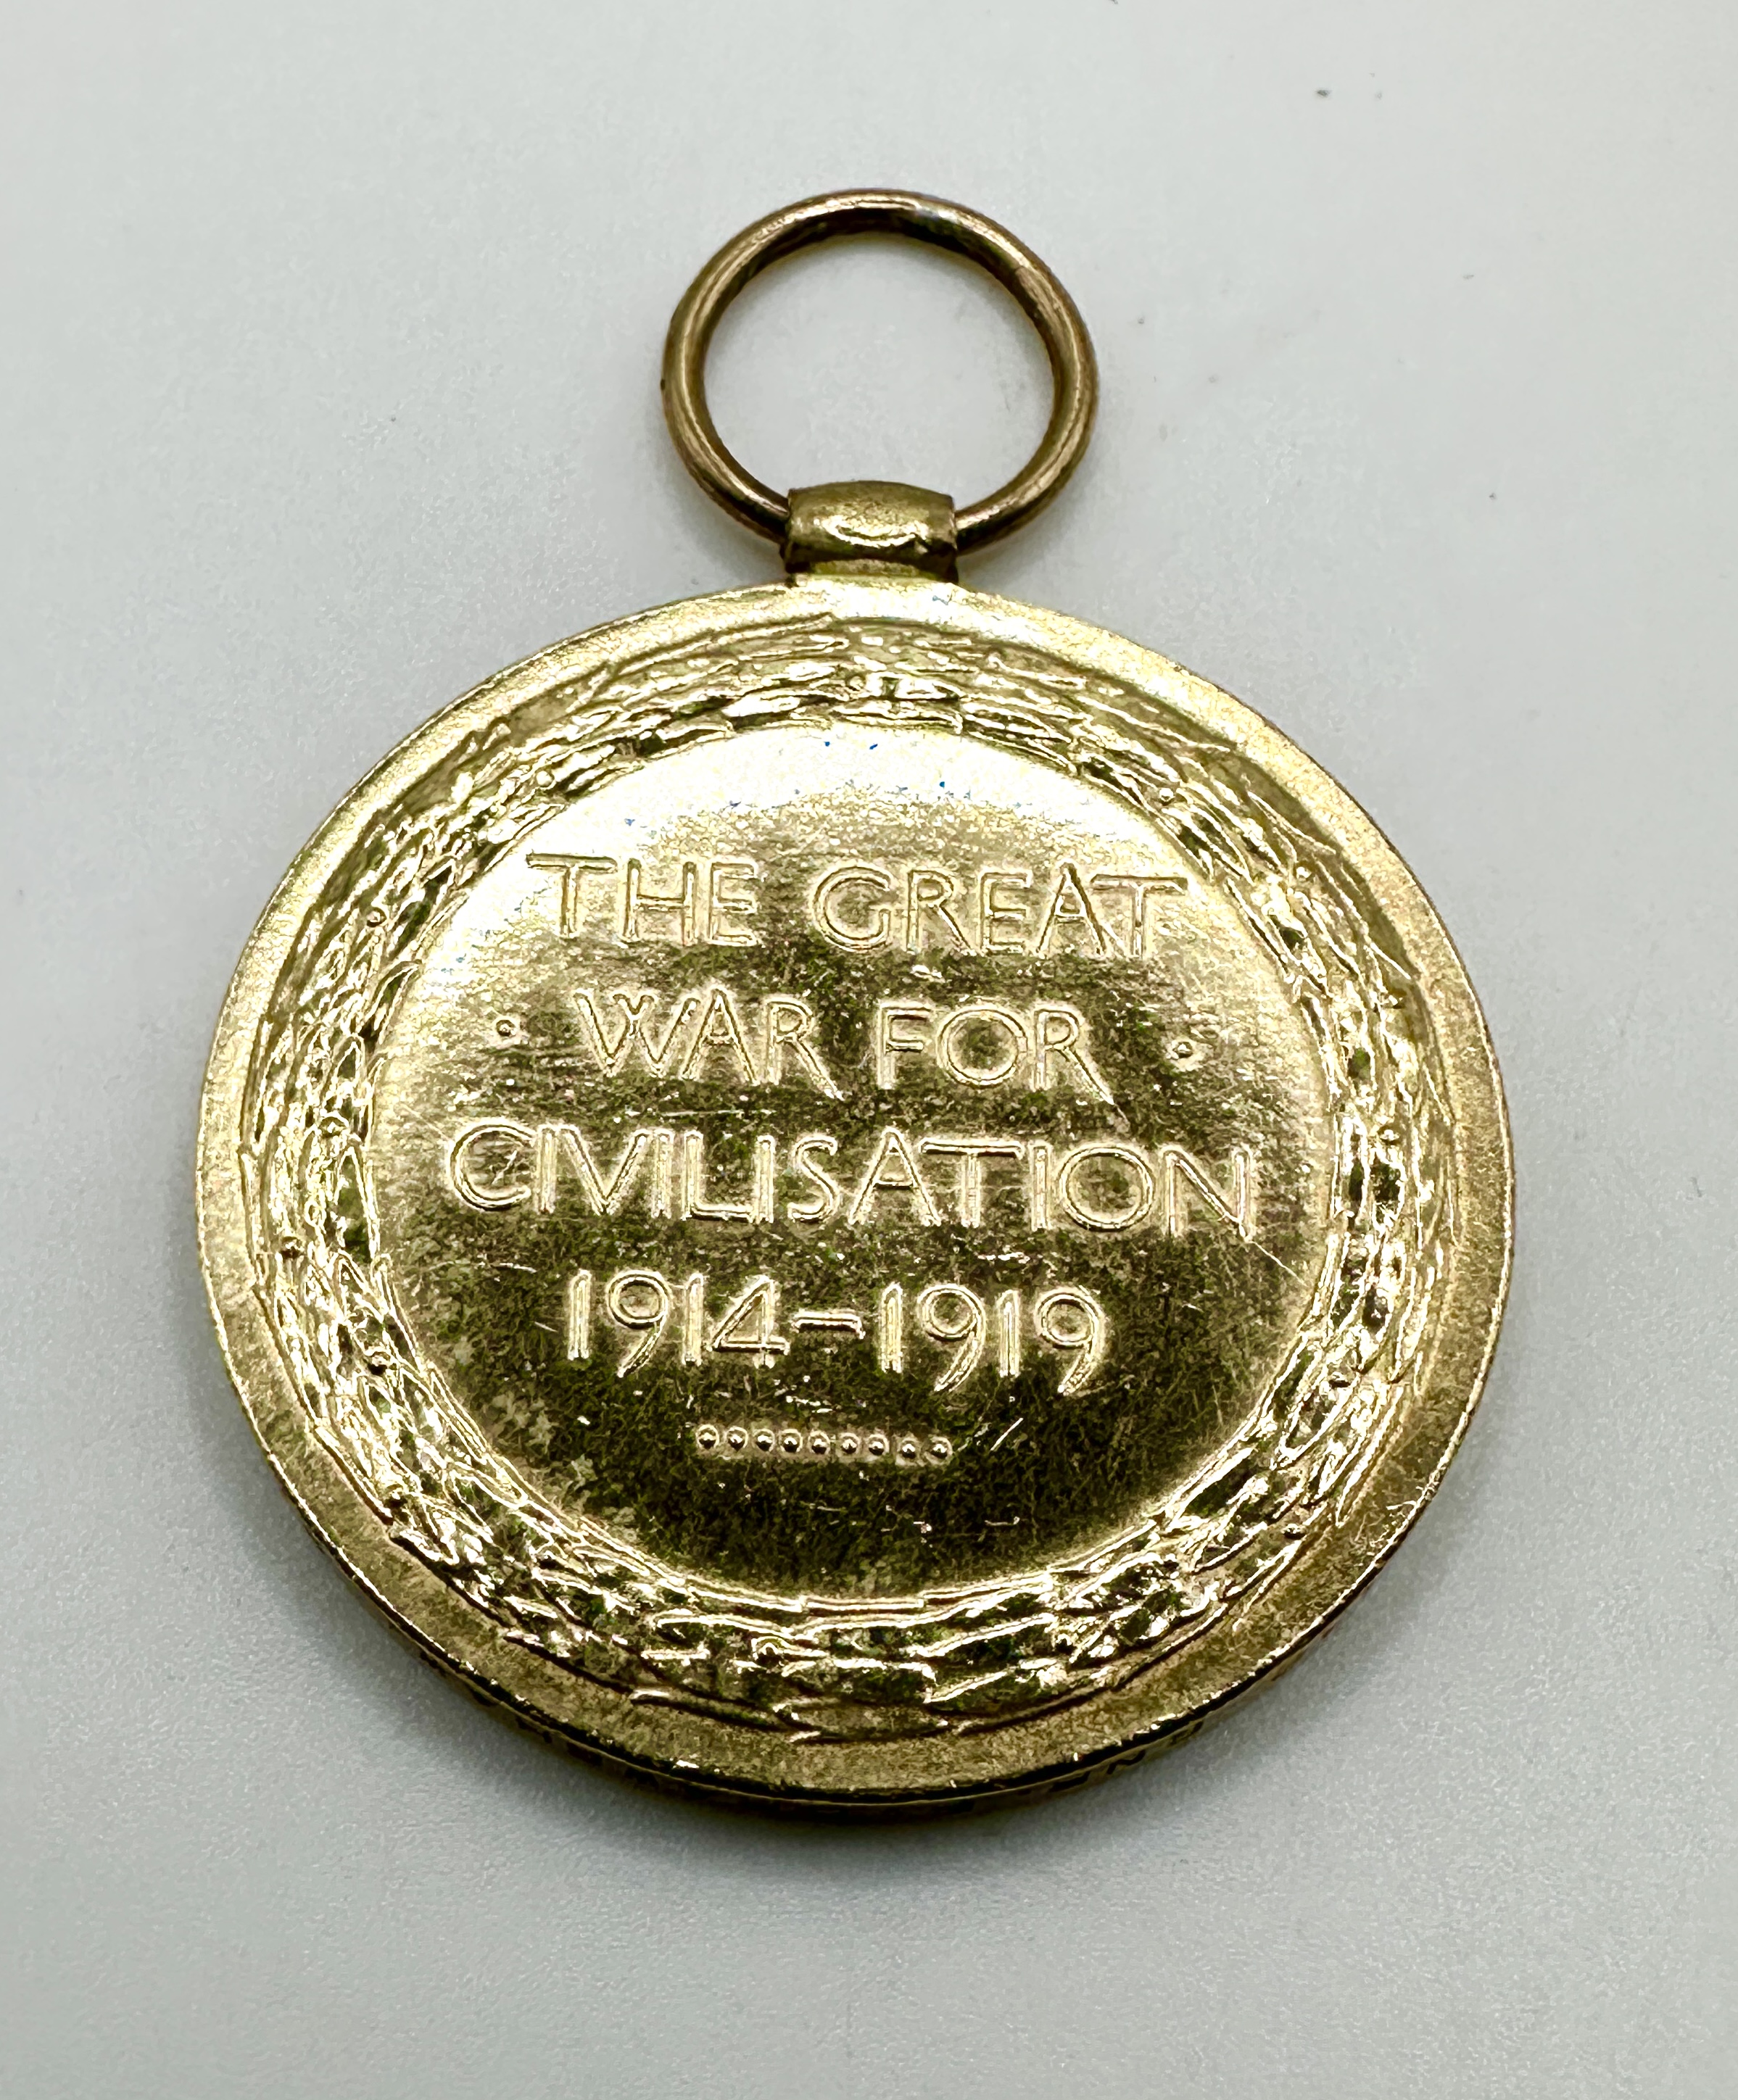 THE GREAT
· WAR FOR ·
CIVILISATION
1914-1919